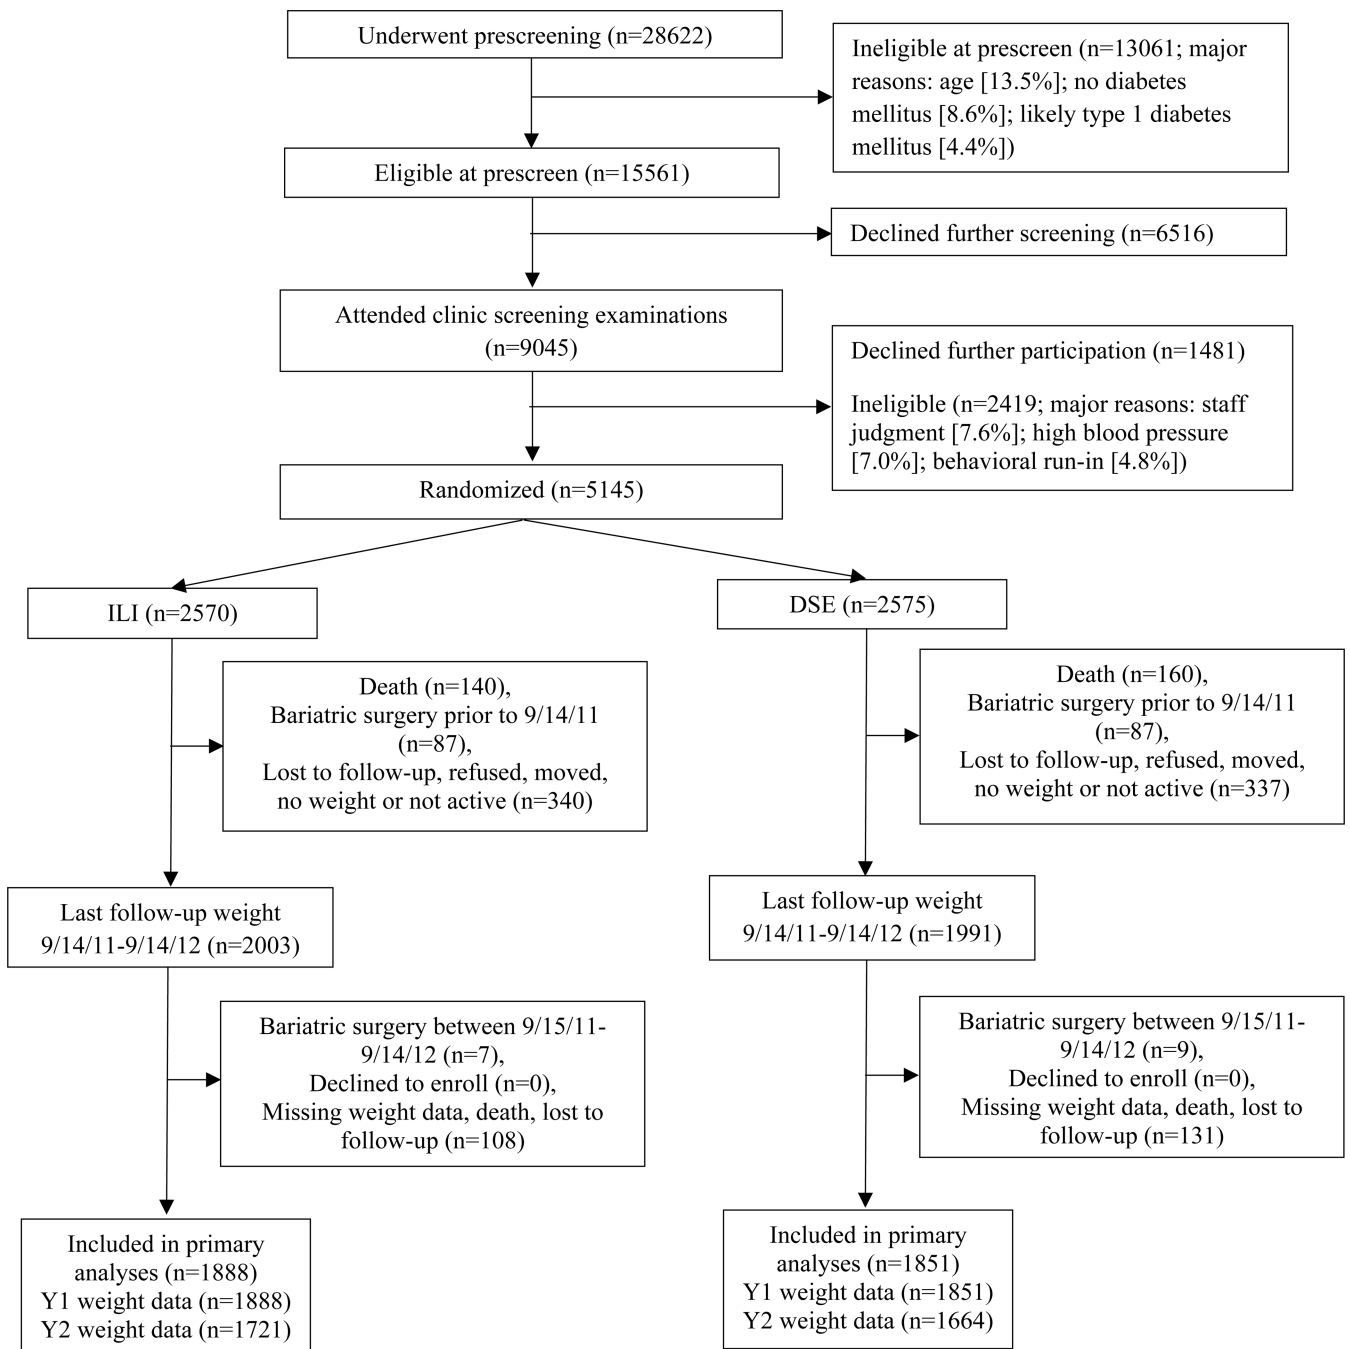 Underwent prescreening (n=28622)
Ineligible at prescreen (n=13061; major
reasons: age [13.5%]; no diabetes
mellitus [8.6%]; likely type 1 diabetes
mellitus [4.4%])
Eligible at prescreen (n=15561)
Declined further screening (n=6516)
Attended clinic screening examinations
(n=9045)
Declined further participation (n=1481)
Ineligible (n=2419; major reasons: staff
judgment [7.6%]; high blood pressure
[7.0%]; behavioral run-in [4.8%])
Randomized (n=5145)
ILI (n=2570)
DSE (n=2575)
Death (n=140),
Bariatric surgery prior to 9/14/11
(n=87),
Lost to follow-up, refused, moved,
no weight or not active (n=340)
Death (n=160),
Bariatric surgery prior to 9/14/11
(n=87),
Lost to follow-up, refused, moved,
no weight or not active (n=337)
Last follow-up weight
9/14/11-9/14/12 (n=2003)
Last follow-up weight
9/14/11-9/14/12 (n=1991)
Bariatric surgery between 9/15/11-
9/14/12 (n=7),
Declined to enroll (n=0),
Missing weight data, death, lost to
follow-up (n=108)
Bariatric surgery between 9/15/11-
9/14/12 (n=9),
Declined to enroll (n=0),
Missing weight data, death, lost to
follow-up (n=131)
Included in primary
analyses (n=1888)
Y1 weight data (n=1888)
Y2 weight data (n=1721)
Included in primary
analyses (n=1851)
Y1 weight data (n=1851)
Y2 weight data (n=1664)